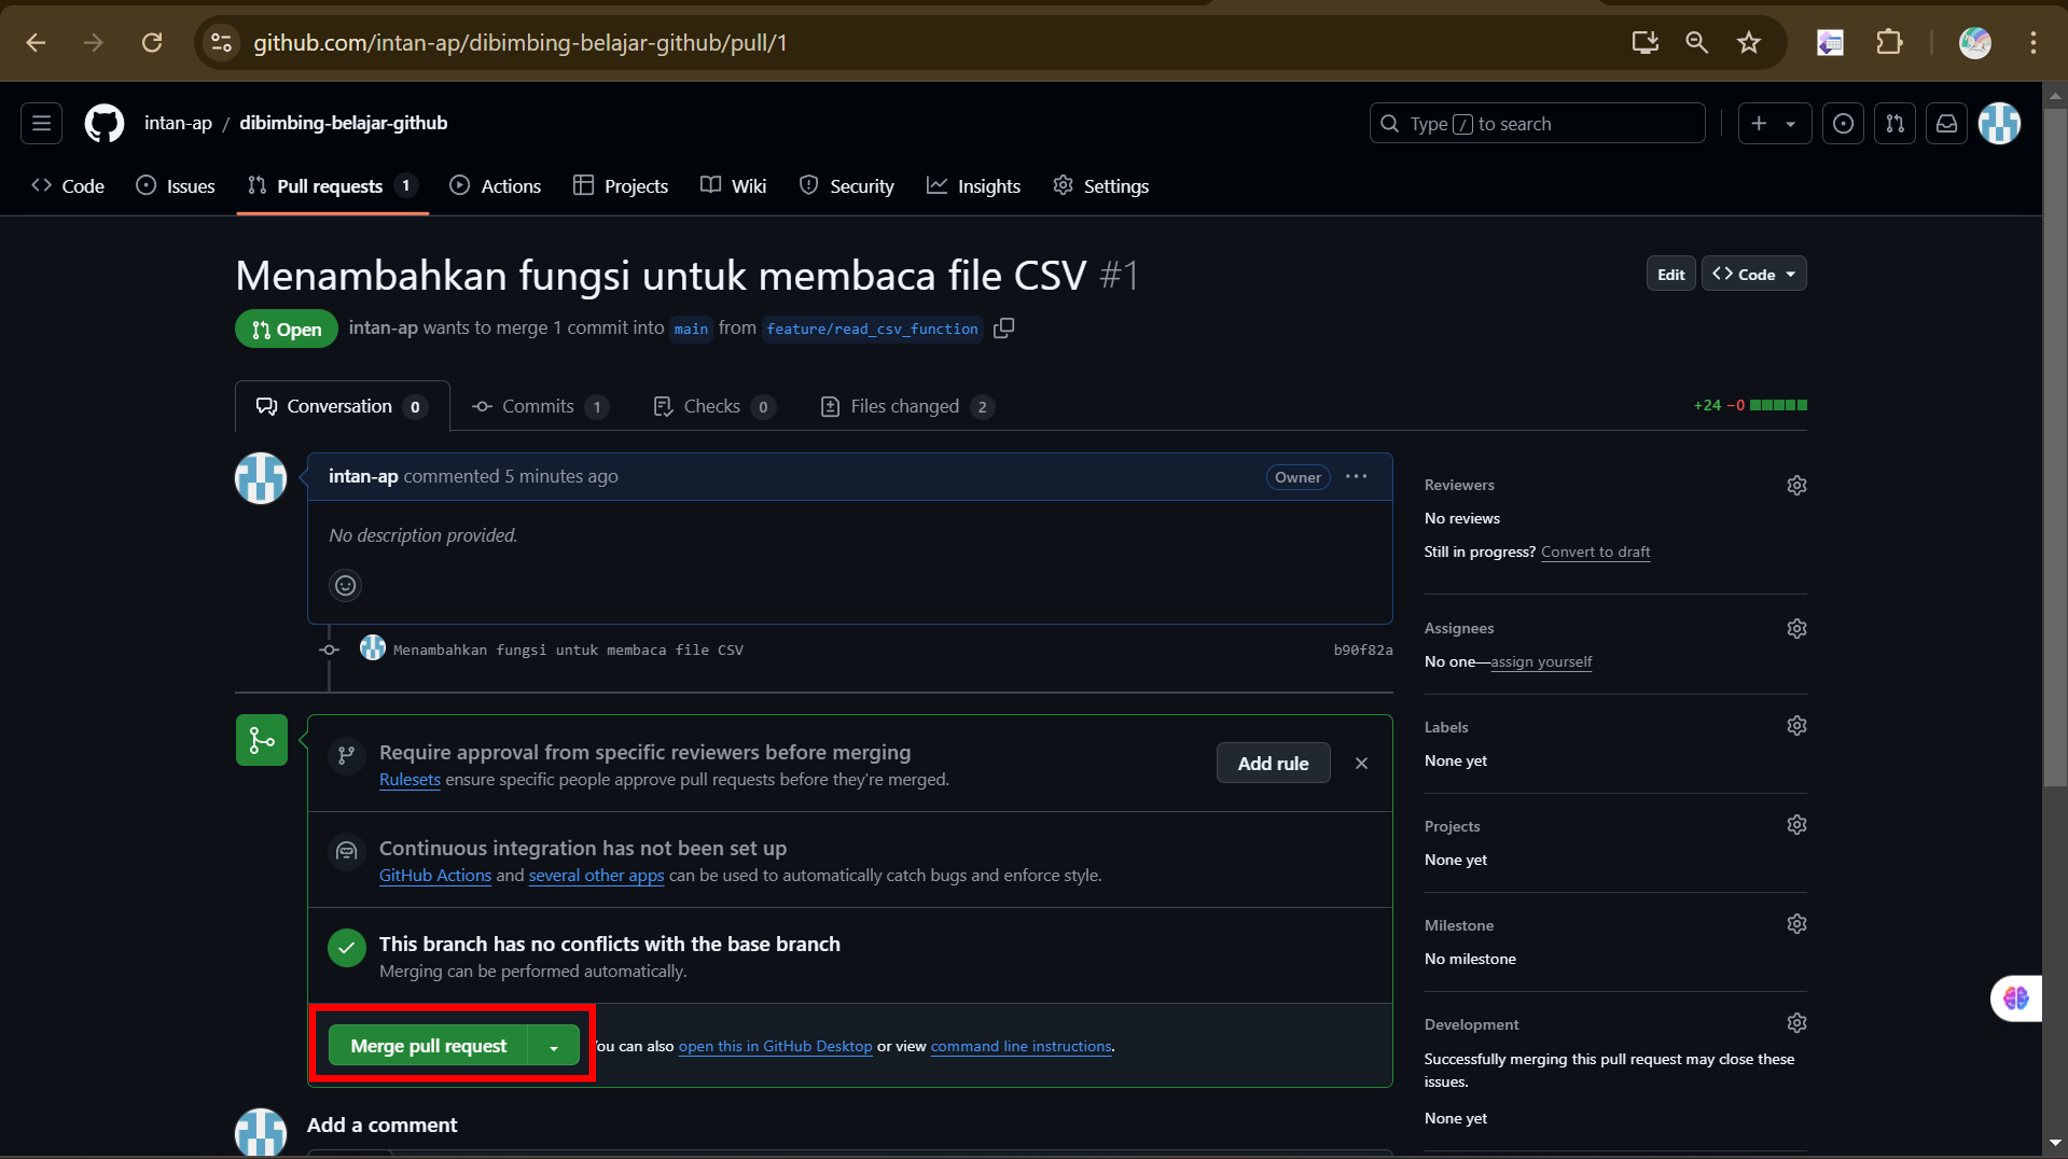 github.com/intan-ap/dibimbing-belajar-github/pull/1
intan-ap / dibimbing-belajar-github
Type / to search
Code
Issues
Pull requests 1
Actions
Projects
Wiki
Security
Insights
Settings
Menambahkan fungsi untuk membaca file CSV #1
Edit
Code
Open
intan-ap wants to merge 1 commit into main from feature/read_csv_function
Conversation 0
Commits 1
Checks 0
Files changed 2
+24 −0
intan-ap commented 5 minutes ago
Owner
No description provided.
Menambahkan fungsi untuk membaca file CSV
b90f82a
Require approval from specific reviewers before merging
Rulesets ensure specific people approve pull requests before they're merged.
Add rule
Continuous integration has not been set up
GitHub Actions and several other apps can be used to automatically catch bugs and enforce style.
This branch has no conflicts with the base branch
Merging can be performed automatically.
Merge pull request
ou can also open this in GitHub Desktop or view command line instructions.
Add a comment
Reviewers
No reviews
Still in progress? Convert to draft
Assignees
No one—assign yourself
Labels
None yet
Projects
None yet
Milestone
No milestone
Development
Successfully merging this pull request may close these
issues.
None yet